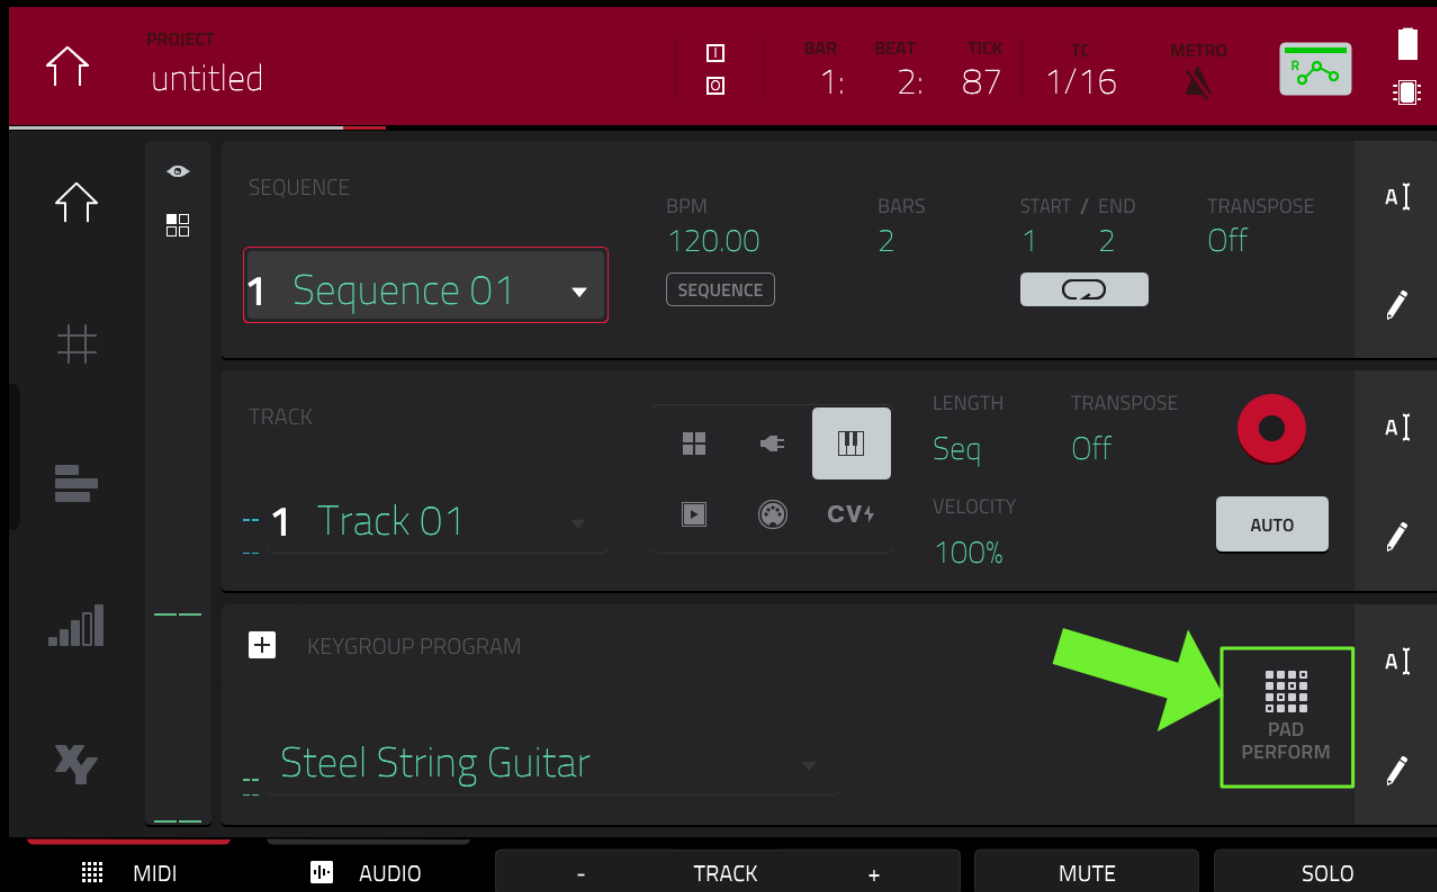 PROJECT
untitled
BAR BEAT TICK TC METRO
1: 2: 87 1/16
R
SEQUENCE
1 Sequence 01
BPM BARS START / END TRANSPOSE
120.00 2 1 2 Off
SEQUENCE
A
TRACK
1 Track 01
CV
LENGTH TRANSPOSE
Seq Off
VELOCITY
100%
AUTO
A
KEYGROUP PROGRAM
Steel String Guitar
PAD
PERFORM
A
XY
MIDI AUDIO - TRACK + MUTE SOLO